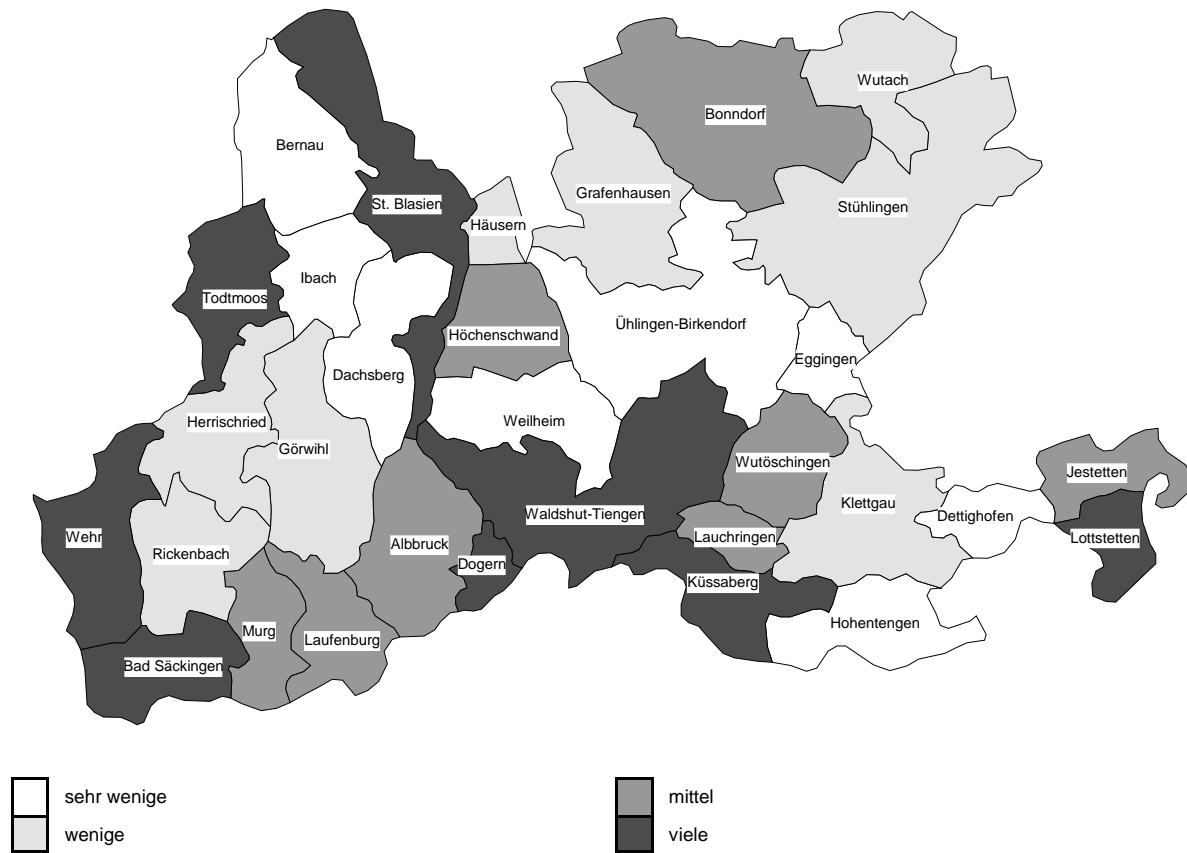 Wutach
Bonndorf
Bernau
Grafenhausen
St. Blasien
Stühlingen
Häusern
Ibach
Todtmoos
Ühlingen-Birkendorf
Höchenschwand
Eggingen
Dachsberg
Herrischried
Weilheim
Görwihl
Wutöschingen
Jestetten
Klettgau
Waldshut-Tiengen
Dettighofen
Wehr
Lauchringen
Lottstetten
Albbruck
Rickenbach
Dogern
Küssaberg
Hohentengen
Murg
Laufenburg
Bad Säckingen
sehr wenige
wenige
mittel
viele